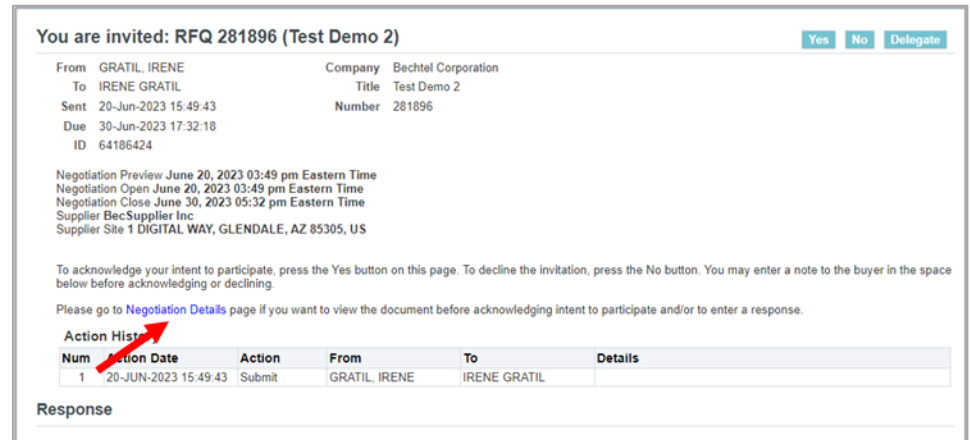 You are invited: RFQ 281896 (Test Demo 2)
Yes No Delegate
From GRATIL, IRENE Company Bechtel Corporation
To IRENE GRATIL Title Test Demo 2
Sent 20-Jun-2023 15:49:43 Number 281896
Due 30-Jun-2023 17:32:18
ID 64186424
Negotiation Preview June 20, 2023 03:49 pm Eastern Time
Negotiation Open June 20, 2023 03:49 pm Eastern Time
Negotiation Close June 30, 2023 05:32 pm Eastern Time
Supplier BecSupplier Inc
Supplier Site 1 DIGITAL WAY, GLENDALE, AZ 85305, US
To acknowledge your intent to participate, press the Yes button on this page. To decline the invitation, press the No button. You may enter a note to the buyer in the space
below before acknowledging or declining.
Please go to Negotiation Details page if you want to view the document before acknowledging intent to participate and/or to enter a response.
Action History
Num Action Date Action From To Details
1 20-JUN-2023 15:49:43 Submit GRATIL, IRENE IRENE GRATIL
Response